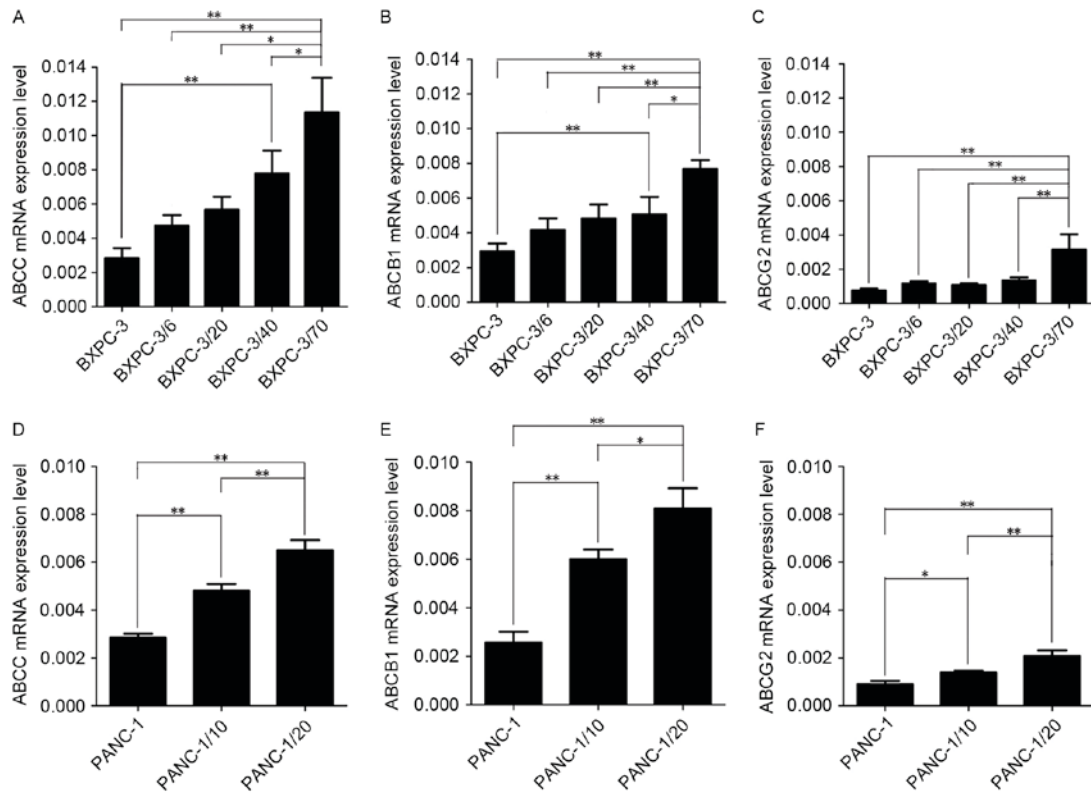 A
**
**
*
*
**
ABCC mRNA expression level
0.014
0.012
0.010
0.008
0.006
0.004
0.002
0.000
BXPC-3
BXPC-3/6
BXPC-3/20
BXPC-3/40
BXPC-3/70
B
**
**
**
*
**
ABCB1 mRNA expression level
0.014
0.012
0.010
0.008
0.006
0.004
0.002
0.000
BXPC-3
BXPC-3/6
BXPC-3/20
BXPC-3/40
BXPC-3/70
C
**
**
**
**
ABCG2 mRNA expression level
0.014
0.012
0.010
0.008
0.006
0.004
0.002
0.000
BXPC-3
BXPC-3/6
BXPC-3/20
BXPC-3/40
BXPC-3/70
D
**
**
**
ABCC mRNA expression level
0.010
0.008
0.006
0.004
0.002
0.000
PANC-1
PANC-1/10
PANC-1/20
E
**
*
**
ABCB1 mRNA expression level
0.010
0.008
0.006
0.004
0.002
0.000
PANC-1
PANC-1/10
PANC-1/20
F
**
**
*
ABCG2 mRNA expression level
0.010
0.008
0.006
0.004
0.002
0.000
PANC-1
PANC-1/10
PANC-1/20